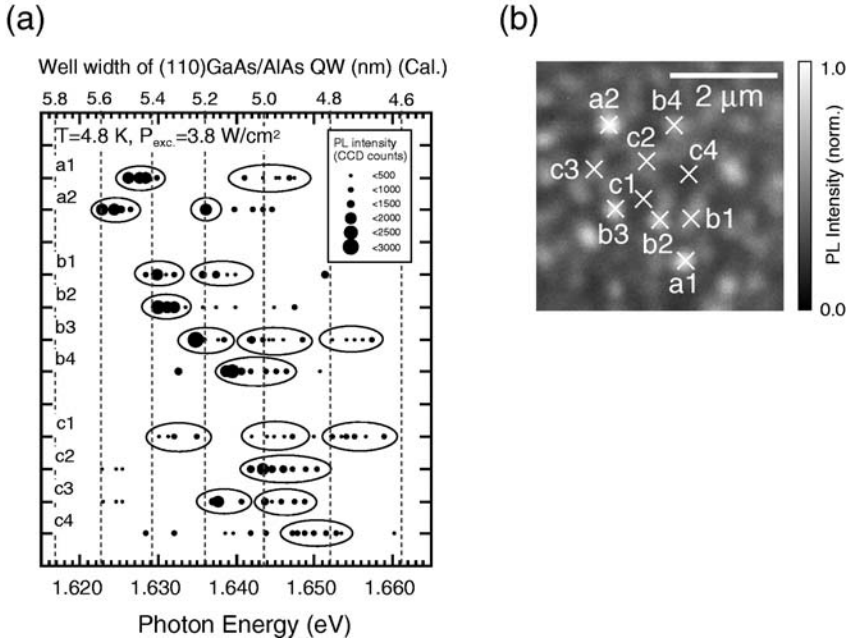 (a)
Well width of (110)GaAs/AlAs QW (nm) (Cal.)
5.8 5.6 5.4 5.2 5.0 4.8 4.6
T=4.8 K, Pexc.=3.8 W/cm²
PL intensity
(CCD counts)
<500
<1000
<1500
<2000
<2500
<3000
a1
a2
b1
b2
b3
b4
c1
c2
c3
c4
1.620 1.630 1.640 1.650 1.660
Photon Energy (eV)
(b)
2 μm
a2 b4
c2
c3 c4
c1
b3 b2 b1
a1
1.0
0.0
PL Intensity (norm.)